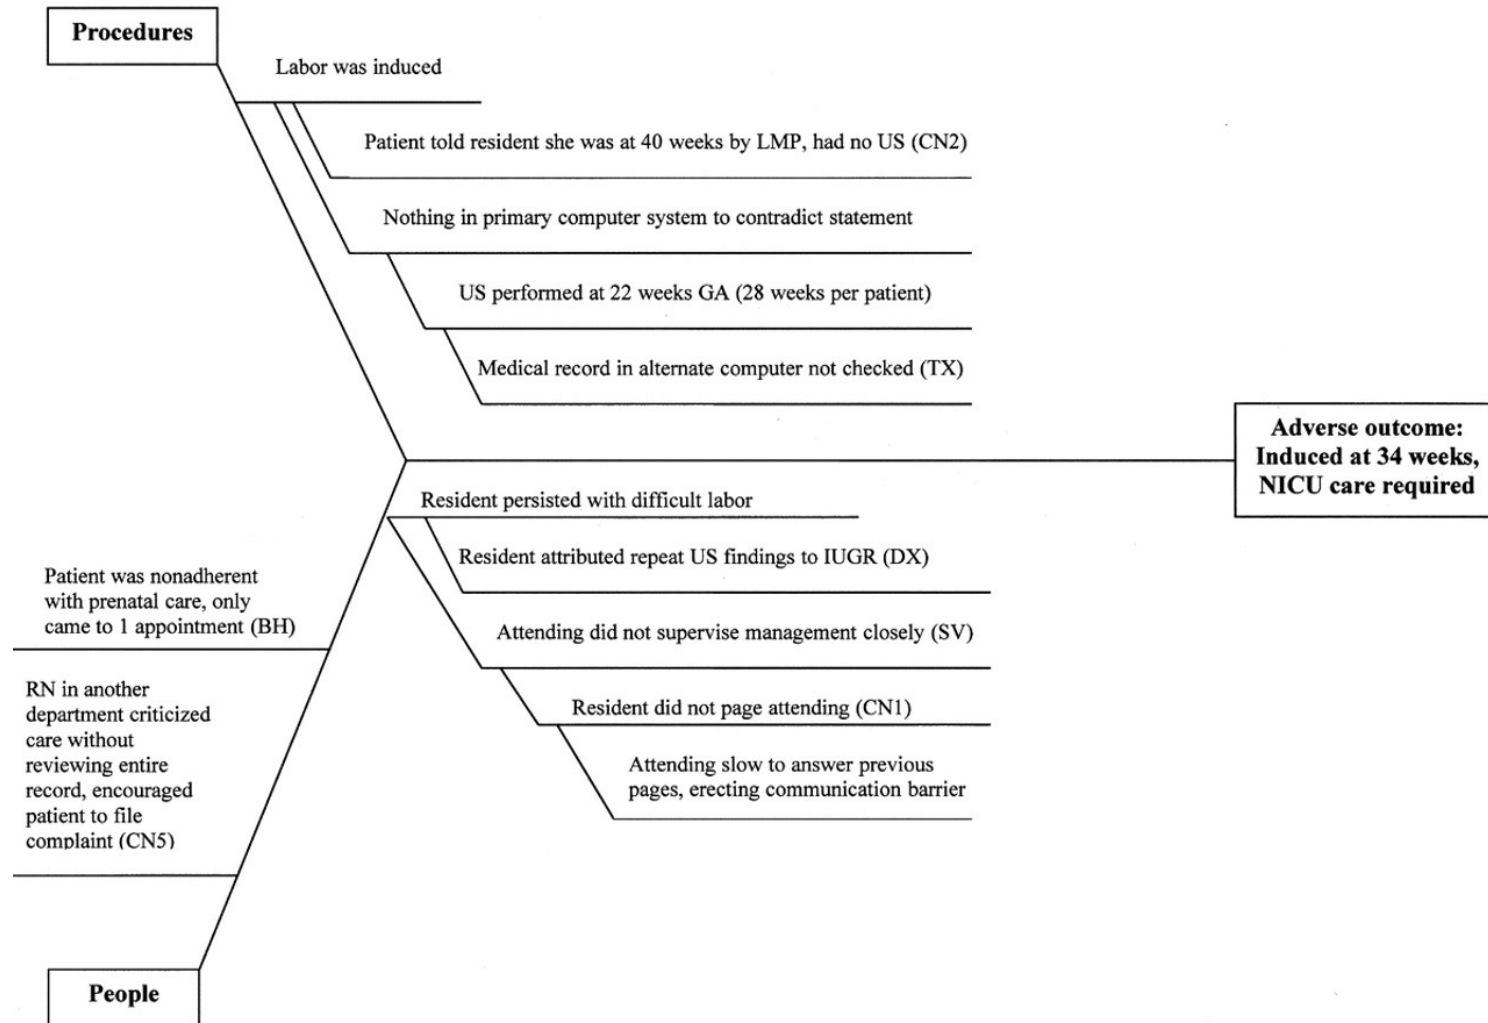 Procedures
Labor was induced
Patient told resident she was at 40 weeks by LMP, had no US (CN2)
Nothing in primary computer system to contradict statement
US performed at 22 weeks GA (28 weeks per patient)
Medical record in alternate computer not checked (TX)
Adverse outcome:
Induced at 34 weeks,
NICU care required
Resident persisted with difficult labor
Resident attributed repeat US findings to IUGR (DX)
Attending did not supervise management closely (SV)
Resident did not page attending (CN1)
Attending slow to answer previous
pages, erecting communication barrier
Patient was nonadherent
with prenatal care, only
came to 1 appointment (BH)
RN in another
department criticized
care without
reviewing entire
record, encouraged
patient to file
complaint (CN5)
People